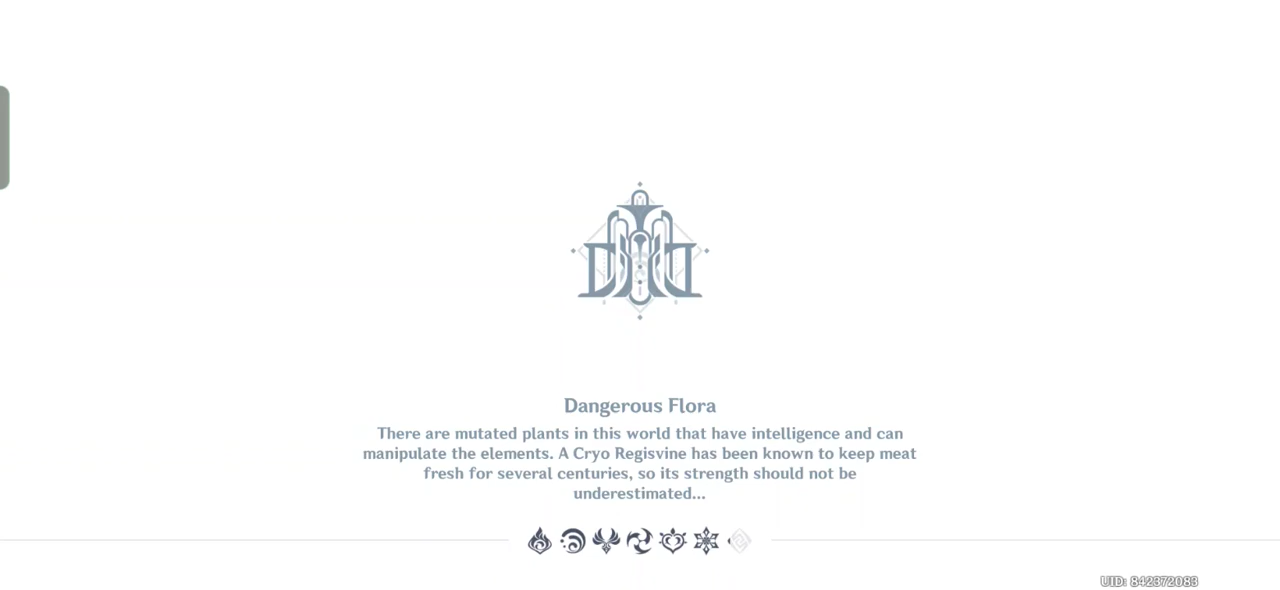 Dangerous Flora
There are mutated plants in this world that have intelligence and can
manipulate the elements. A Cryo Regisvine has been known to keep meat
fresh for several centuries, so its strength should not be
underestimated...
UID: 842372083